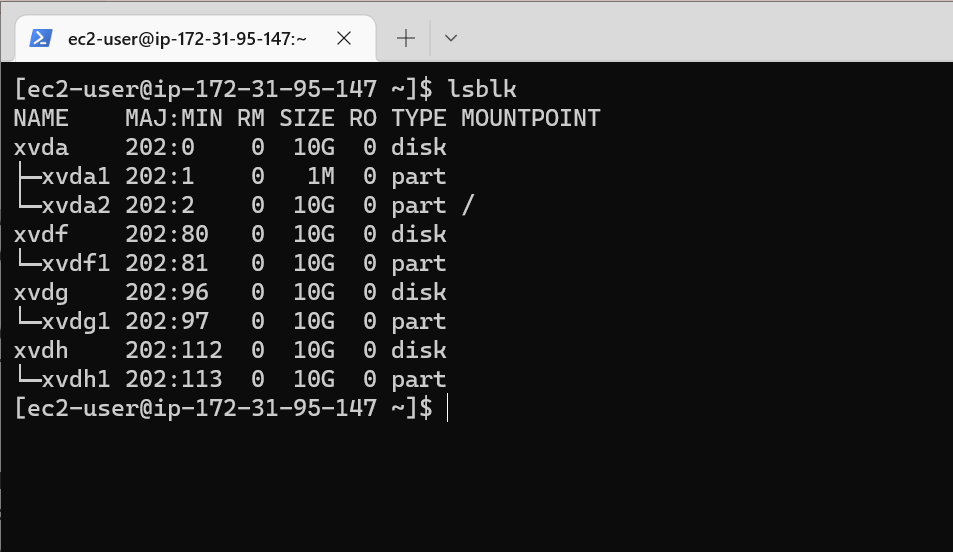 ec2-user@ip-172-31-95-147:~
[ec2-user@ip-172-31-95-147 ~]$ lsblk
NAME    MAJ:MIN RM SIZE RO TYPE MOUNTPOINT
xvda    202:0    0  10G  0 disk
├─xvda1 202:1    0   1M  0 part
└─xvda2 202:2    0  10G  0 part /
xvdf    202:80   0  10G  0 disk
└─xvdf1 202:81   0  10G  0 part
xvdg    202:96   0  10G  0 disk
└─xvdg1 202:97   0  10G  0 part
xvdh    202:112  0  10G  0 disk
└─xvdh1 202:113  0  10G  0 part
[ec2-user@ip-172-31-95-147 ~]$